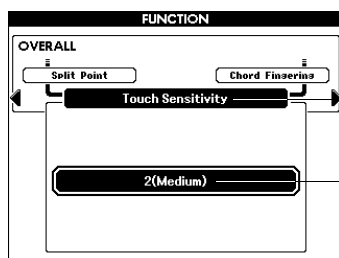 FUNCTION
OVERALL
Split Point
Chord Fingering
Touch Sensitivity
2(Medium)